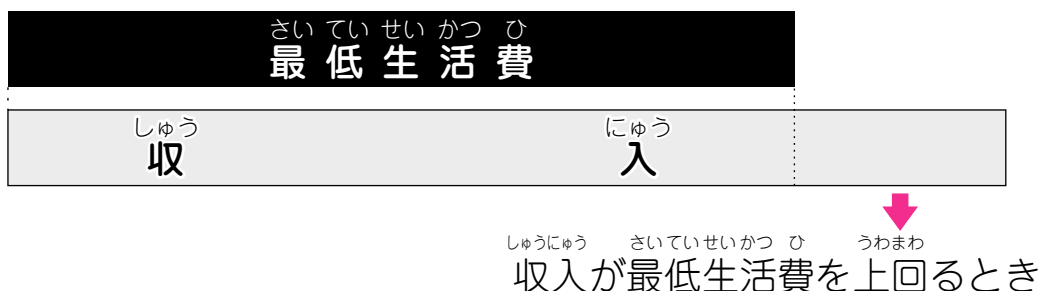 さい てい せい かつ ひ
最低生活費
しゅう にゅう
収 入
しゅうにゅう さいていせいかつ ひ うわまわ
収入が最低生活費を上回るとき